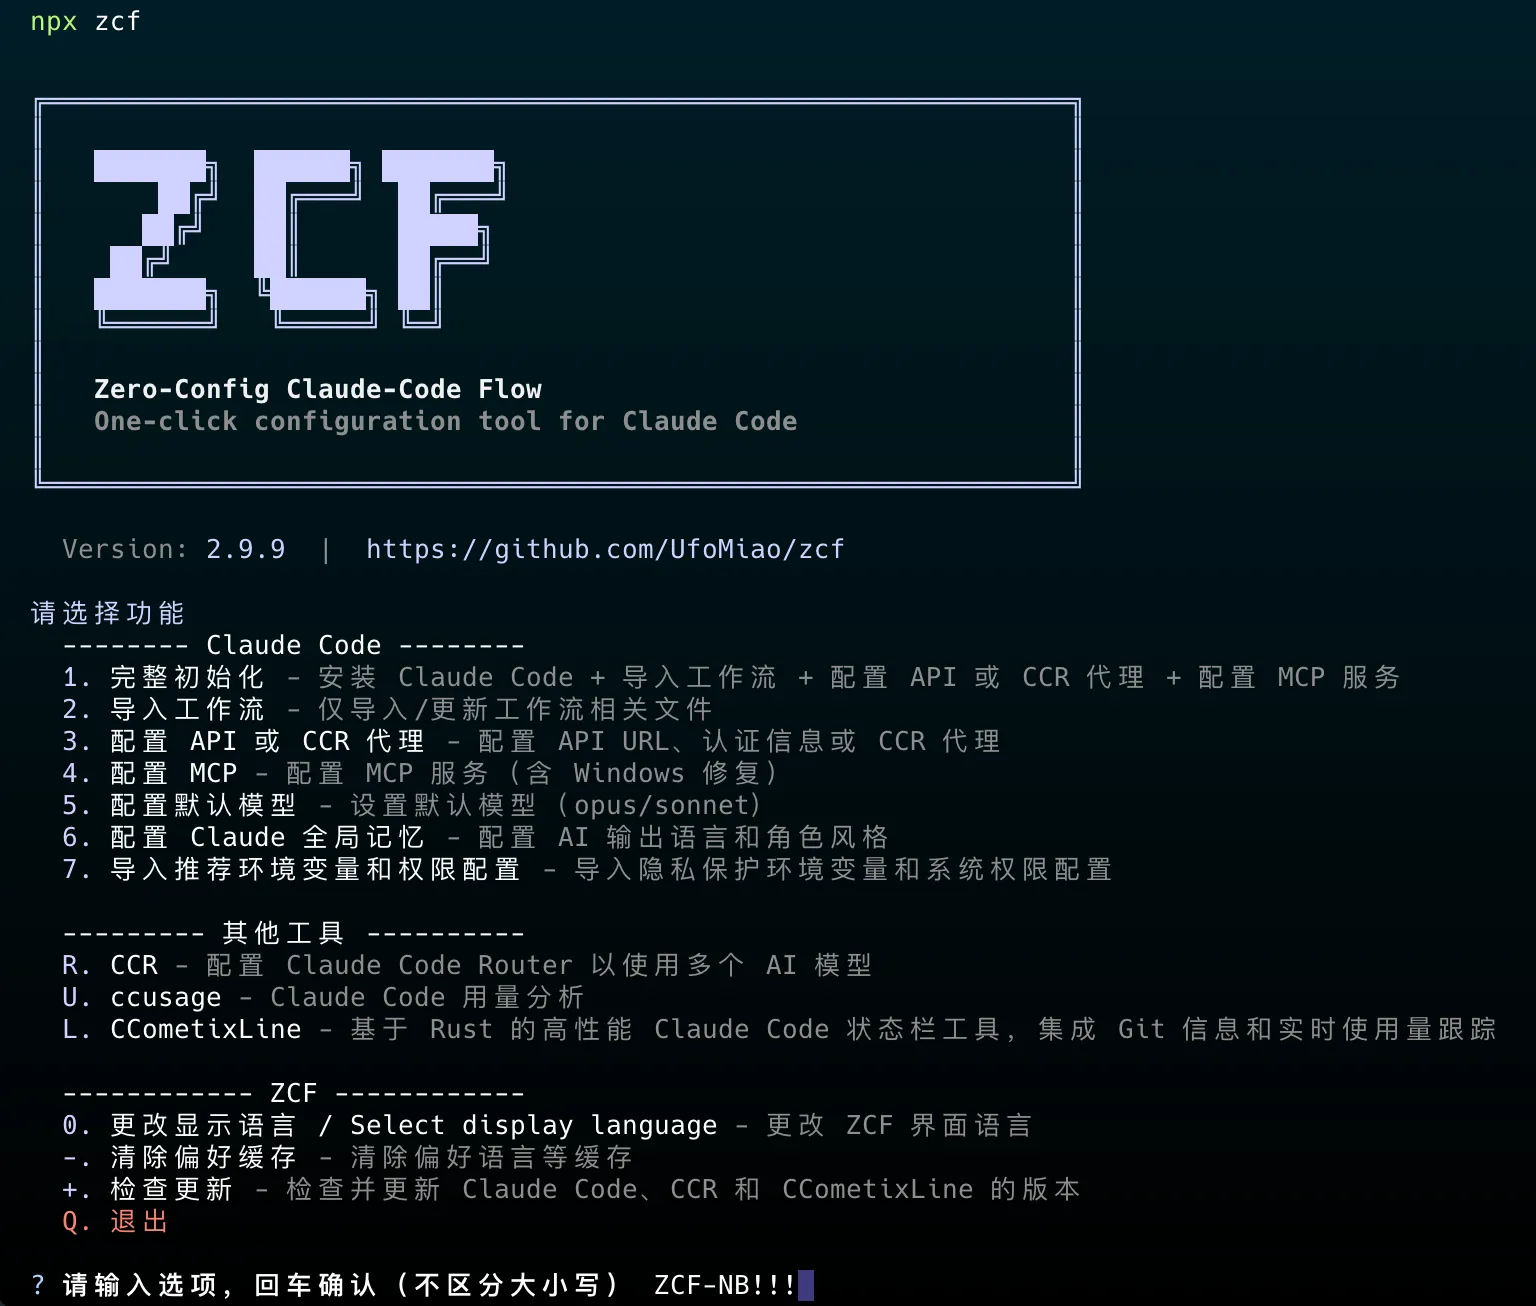 npx zcf
ZCF
Zero-Config Claude-Code Flow
One-click configuration tool for Claude Code
Version: 2.9.9 | https://github.com/UfoMiao/zcf
请选择功能
-------- Claude Code --------
1. 完整初始化 - 安装 Claude Code + 导入工作流 + 配置 API 或 CCR 代理 + 配置 MCP 服务
2. 导入工作流 - 仅导入/更新工作流相关文件
3. 配置 API 或 CCR 代理 - 配置 API URL、认证信息或 CCR 代理
4. 配置 MCP - 配置 MCP 服务（含 Windows 修复）
5. 配置默认模型 - 设置默认模型（opus/sonnet）
6. 配置 Claude 全局记忆 - 配置 AI 输出语言和角色风格
7. 导入推荐环境变量和权限配置 - 导入隐私保护环境变量和系统权限配置
--------- 其他工具 ----------
R. CCR - 配置 Claude Code Router 以使用多个 AI 模型
U. ccusage - Claude Code 用量分析
L. CCometixLine - 基于 Rust 的高性能 Claude Code 状态栏工具，集成 Git 信息和实时使用量跟踪
------------ ZCF ------------
0. 更改显示语言 / Select display language - 更改 ZCF 界面语言
-. 清除偏好缓存 - 清除偏好语言等缓存
+. 检查更新 - 检查并更新 Claude Code、CCR 和 CCometixLine 的版本
Q. 退出
? 请输入选项，回车确认（不区分大小写） ZCF-NB!!!